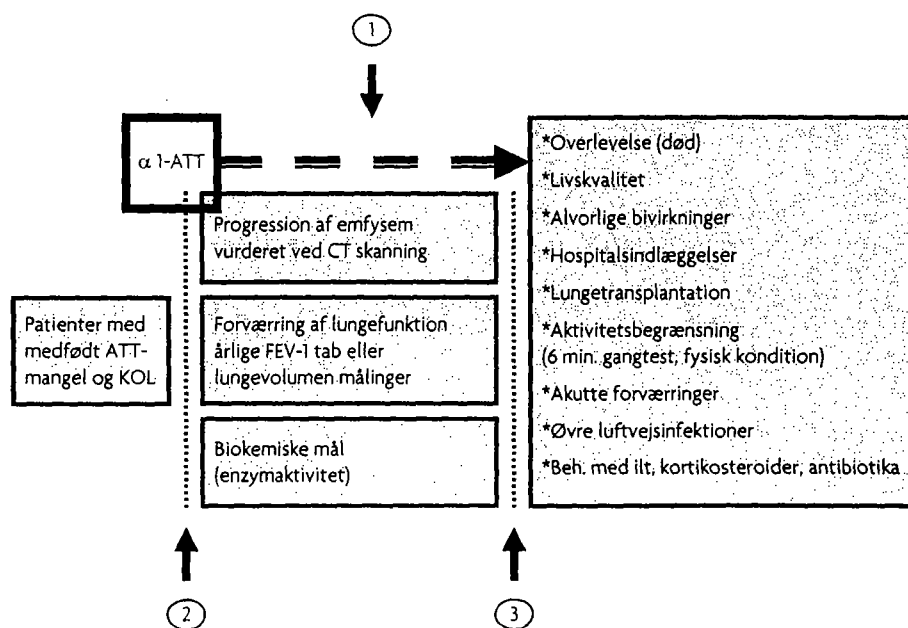 1
α 1-ATT
Progression af emfysem
vurderet ved CT skanning
Patienter med
medfødt ATT-
mangel og KOL
Forværring af lungefunktion
årlige FEV-1 tab eller
lungevolumen målinger
Biokemiske mål
(enzymaktivitet)
*Overlevelse (død)
*Livskvalitet
*Alvorlige bivirkninger
*Hospitalsindlæggelser
*Lungetransplantation
*Aktivitetsbegrænsning
(6 min. gangtest, fysisk kondition)
*Akutte forværringer
*Øvre luftvejsinfektioner
*Beh. med ilt, kortikosteroider, antibiotika
2
3